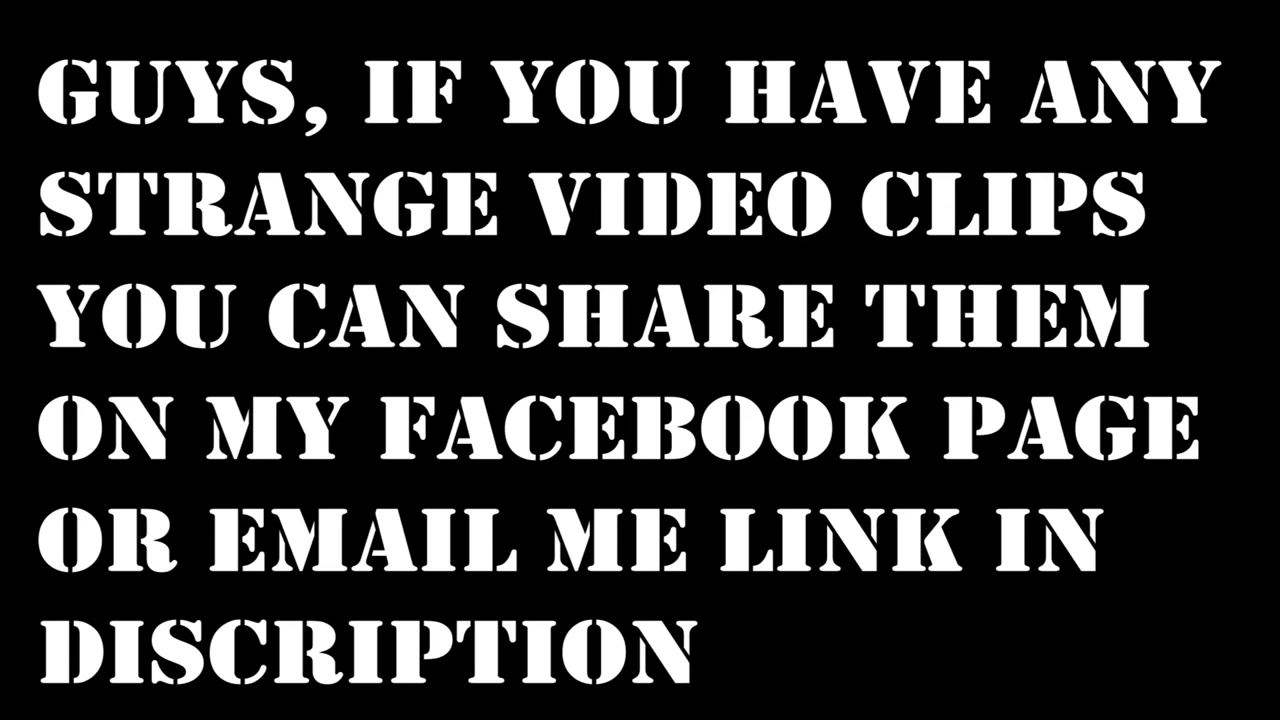 GUYS, IF YOU HAVE ANY
STRANGE VIDEO CLIPS
YOU CAN SHARE THEM
ON MY FACEBOOK PAGE
OR EMAIL ME LINK IN
DISCRIPTION